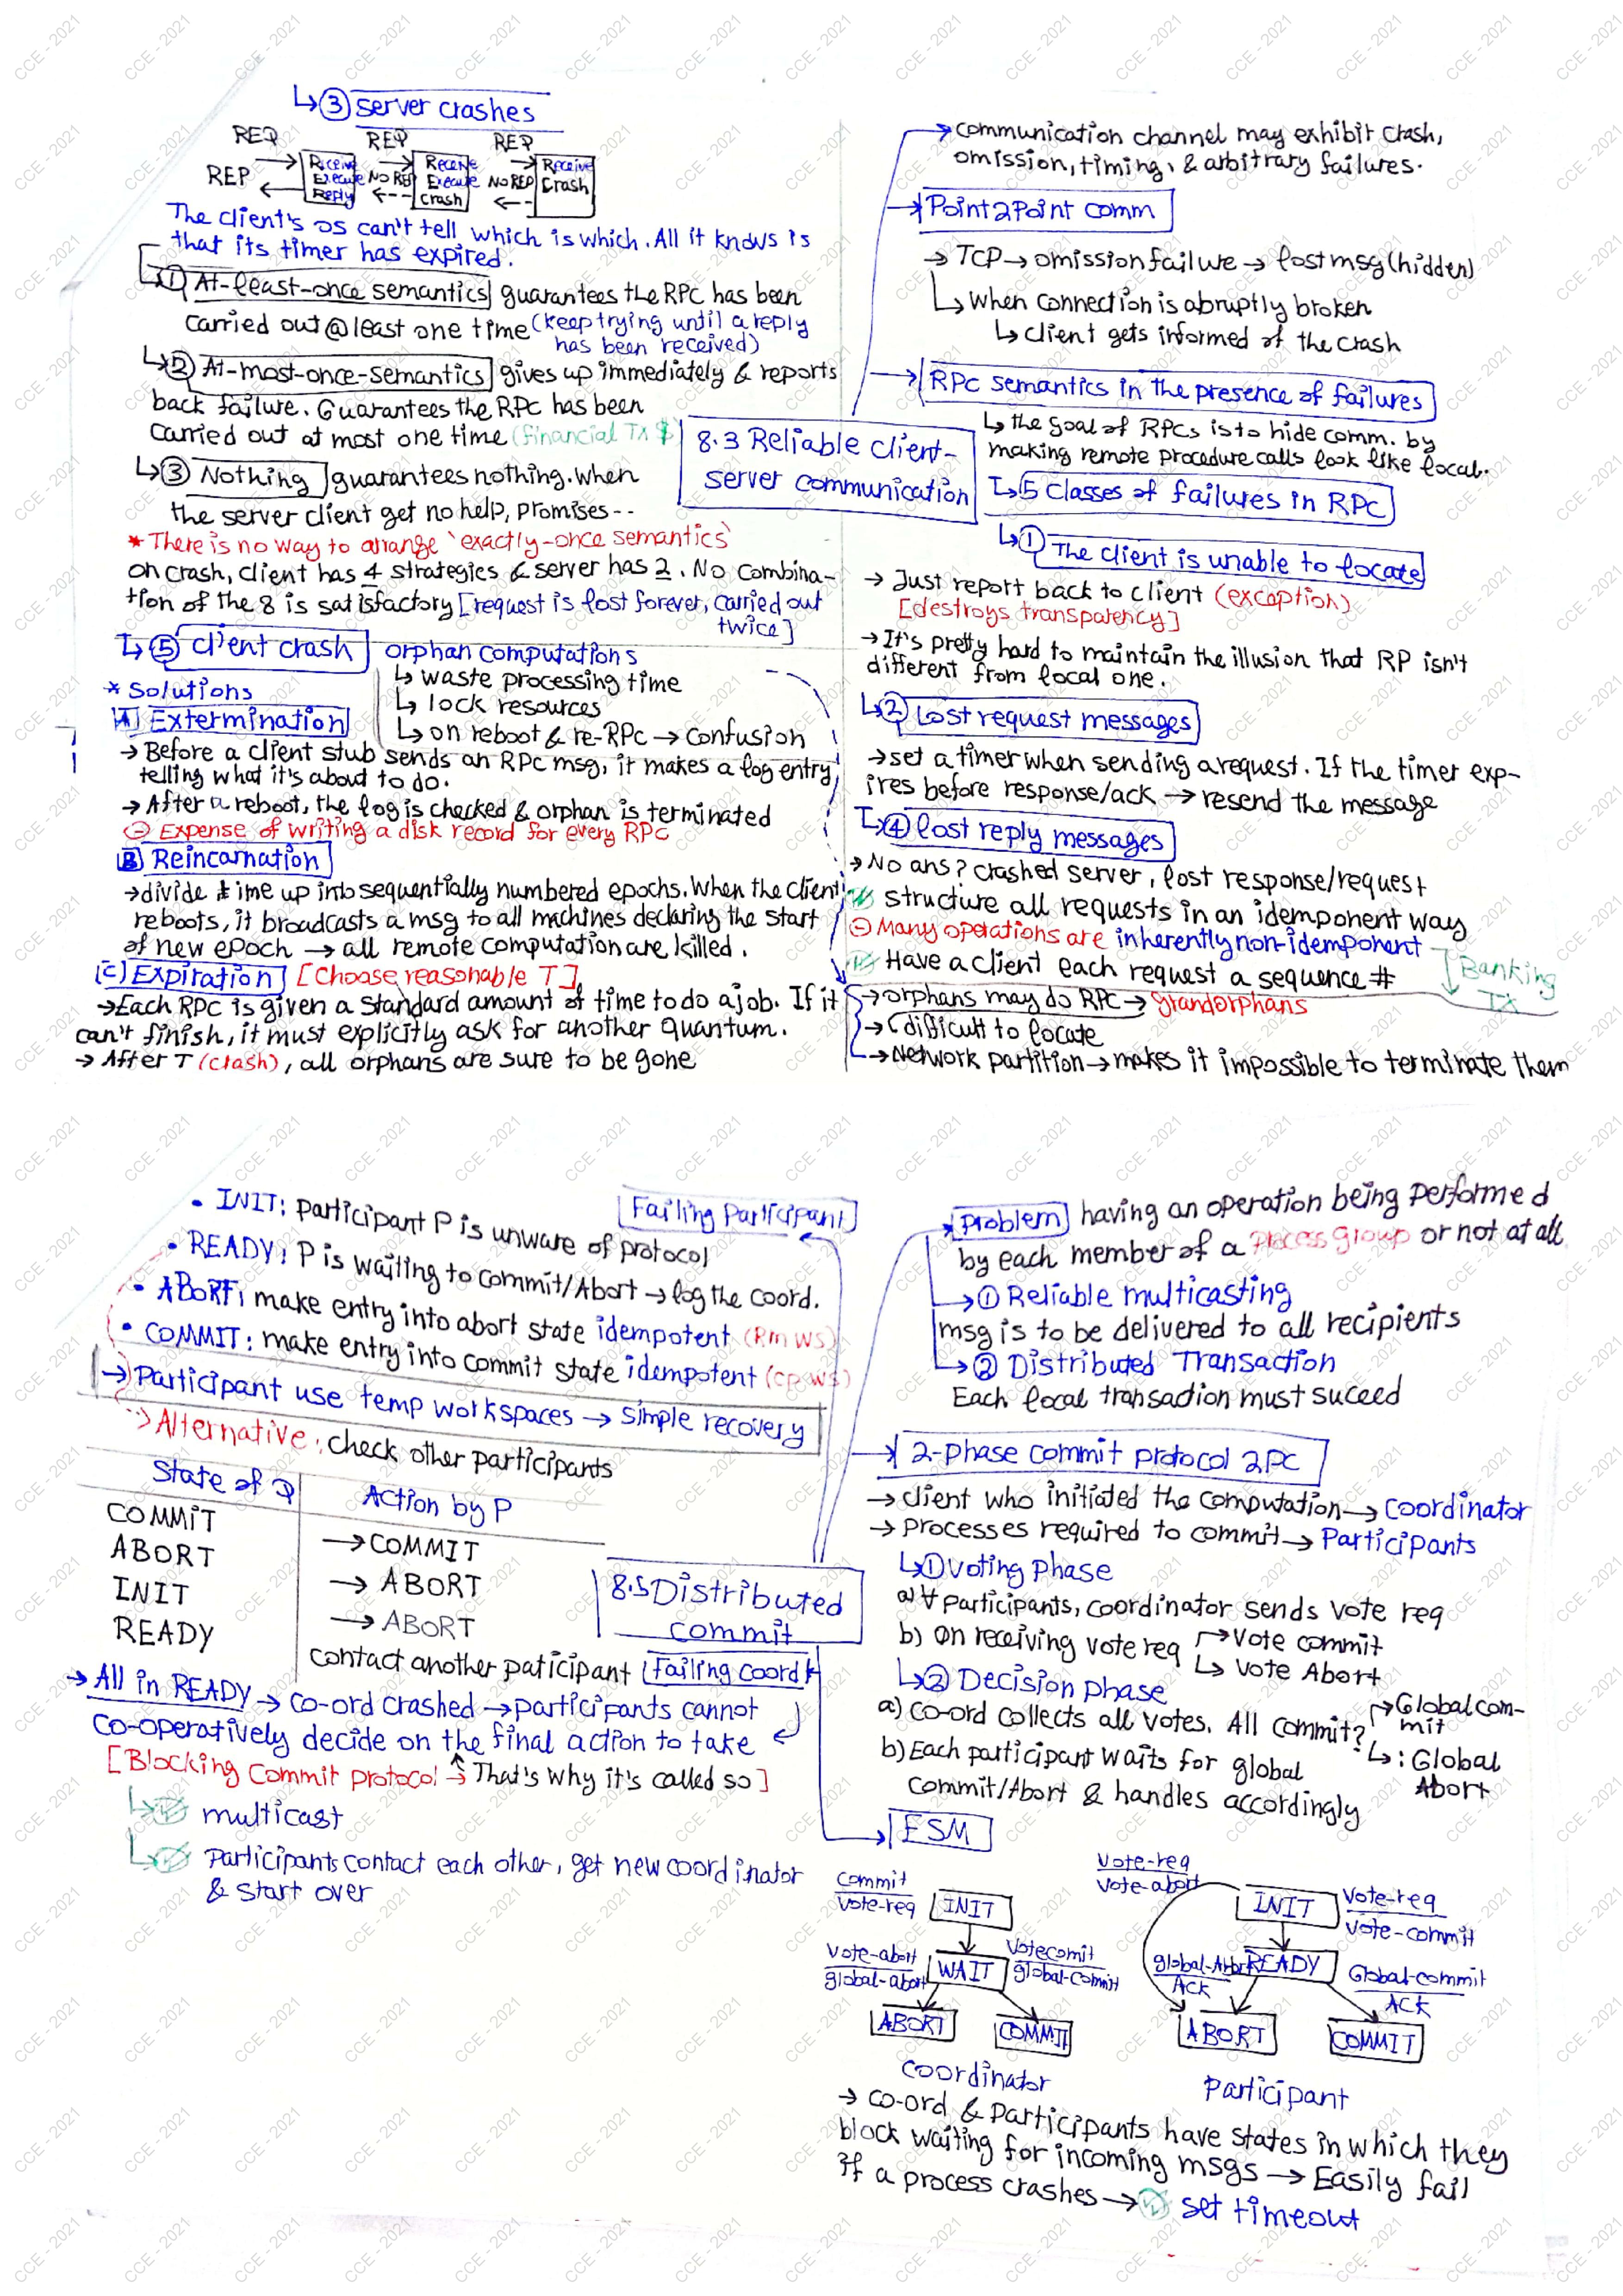 CCE - 2021
8.3 Reliable client-
server communication
communication channel may exhibit crash,
omission, timing, & arbitrary failures.
Point2Point comm
→ TCP → omission failure → lost msg (hidden)
↳ when connection is abruptly broken
↳ client gets informed of the crash
RPC semantics in the presence of failures
↳ the goal of RPCs is to hide comm. by
making remote procedure calls look like local.
↳ 5 classes of failures in RPC
↳ ① The client is unable to locate
→ Just report back to client (exception)
[destroys transparency]
→ It's pretty hard to maintain the illusion that RP isn't
different from local one.
↳ ② Lost request messages
→ set a timer when sending a request. If the timer exp-
ires before response/ack → resend the message
↳ ④ lost reply messages
→ No ans? crashed server, lost response/request
structure all requests in an idemponent way
⊖ Many operations are inherently non-idemponent
Have a client each request a sequence #
Banking
TX
→ orphans may do RPC → grandorphans
→ difficult to locate
→ Network partition → makes it impossible to terminate them
↳ ③ server crashes
REQ REQ REQ
REP Receive Execute Reply
NO REP Receive Execute crash
NO REP Receive Crash
The client's os can't tell which is which. All it knows is
that its timer has expired.
① At-least-once semantics guarantees the RPC has been
carried out @ least one time (keep trying until a reply
has been received)
↳ ② At-most-once-semantics gives up immediately & reports
back failure. Guarantees the RPC has been
carried out at most one time (financial TX $)
↳ ③ Nothing guarantees nothing. when
the server client get no help, promises --
* There is no way to arrange `exactly-once semantics`
on crash, client has 4 strategies & server has 2. No combina-
tion of the 8 is satisfactory [request is lost forever, carried out
twice]
↳ ⑤ client crash orphan computations
↳ waste processing time
↳ lock resources
↳ on reboot & re-RPC → confusion
* solutions
A Extermination
→ Before a client stub sends an RPC msg, it makes a log entry
telling what it's about to do.
→ After a reboot, the log is checked & orphan is terminated
⊖ Expense of writing a disk record for every RPC
B Reincarnation
→ divide time up into sequentially numbered epochs. When the client
reboots, it broadcasts a msg to all machines declaring the start
of new epoch → all remote computation are killed.
(C) Expiration [Choose reasonable T]
→ Each RPC is given a standard amount of time to do a job. If it
can't finish, it must explicitly ask for another quantum.
→ After T (crash), all orphans are sure to be gone
8.5 Distributed
commit
Problem having an operation being performed
by each member of a process group or not at all
→ ① Reliable multicasting
msg is to be delivered to all recipients
→ ② Distributed Transaction
Each local transaction must suceed
2-phase commit protocol 2PC
→ client who initiated the computation → coordinator
→ processes required to commit → Participants
↳ ① Voting phase
a) ∀ participants, coordinator sends vote req
b) on receiving vote req → vote commit
↳ vote Abort
↳ ② Decision phase
a) co-ord collects all votes. All commit? → Global com-
mit
↳ : Global
Abort
b) Each participant waits for global
commit/Abort & handles accordingly
FSM
Commit
Vote-req
INIT
Vote-abort
global-abort
WAIT
Votecomit
global-commit
ABORT
COMMIT
Coordinator
Vote-req
Vote-abort
INIT
Vote-req
Vote-commit
global-Abort
ACK
READY
Global-commit
ACK
ABORT
COMMIT
Participant
→ co-ord & participants have states in which they
block waiting for incoming msgs → Easily fail
if a process crashes → set timeout
Failing Participant
• INIT: participant P is unware of protocol
• READY: P is waiting to commit/Abort → log the coord.
• ABORT: make entry into abort state idempotent (Rm ws)
• COMMIT: make entry into commit state idempotent (cp ws)
→ Participant use temp workspaces → simple recovery
→ Alternative: check other participants
State of Q Action by P
COMMIT → COMMIT
ABORT → ABORT
INIT → ABORT
READY contact another paticipant
Failing coord
→ All in READY → co-ord crashed → participants cannot
co-operatively decide on the final action to take
[Blocking commit protocol → That's why it's called so]
multicast
participants contact each other, get new coordinator
& start over